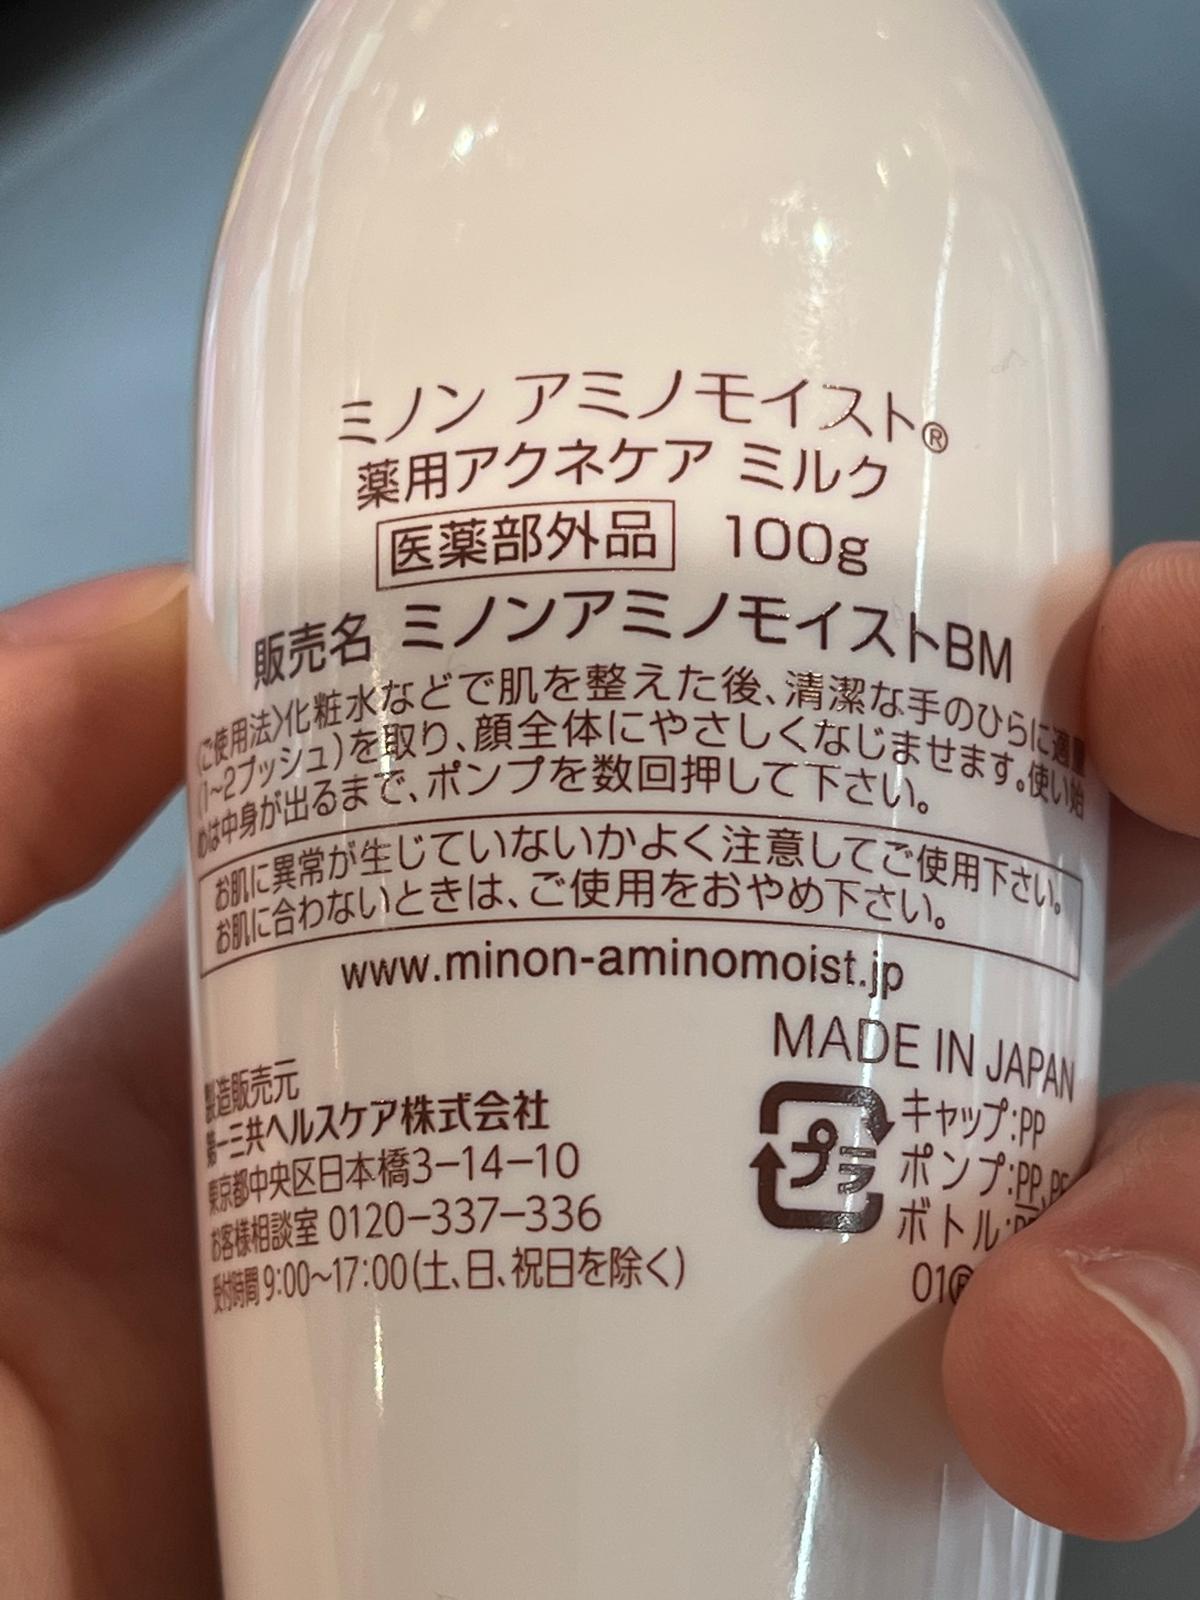 ミノン アミノモイスト®
薬用アクネケア ミルク
医薬部外品 100g
販売名 ミノンアミノモイストBM
〈ご使用法〉化粧水などで肌を整えた後、清潔な手のひらに適量
(1~2プッシュ)を取り、顔全体にやさしくなじませます。使い始
めは中身が出るまで、ポンプを数回押して下さい。
お肌に異常が生じていないかよく注意してご使用下さい。
お肌に合わないときは、ご使用をおやめ下さい。
www.minon-aminomoist.jp
製造販売元
第一三共ヘルスケア株式会社
東京都中央区日本橋3-14-10
お客様相談室 0120-337-336
受付時間 9:00~17:00(土、日、祝日を除く)
MADE IN JAPAN
プラ
キャップ:PP
ポンプ:PP,PE
ボトル:
01®